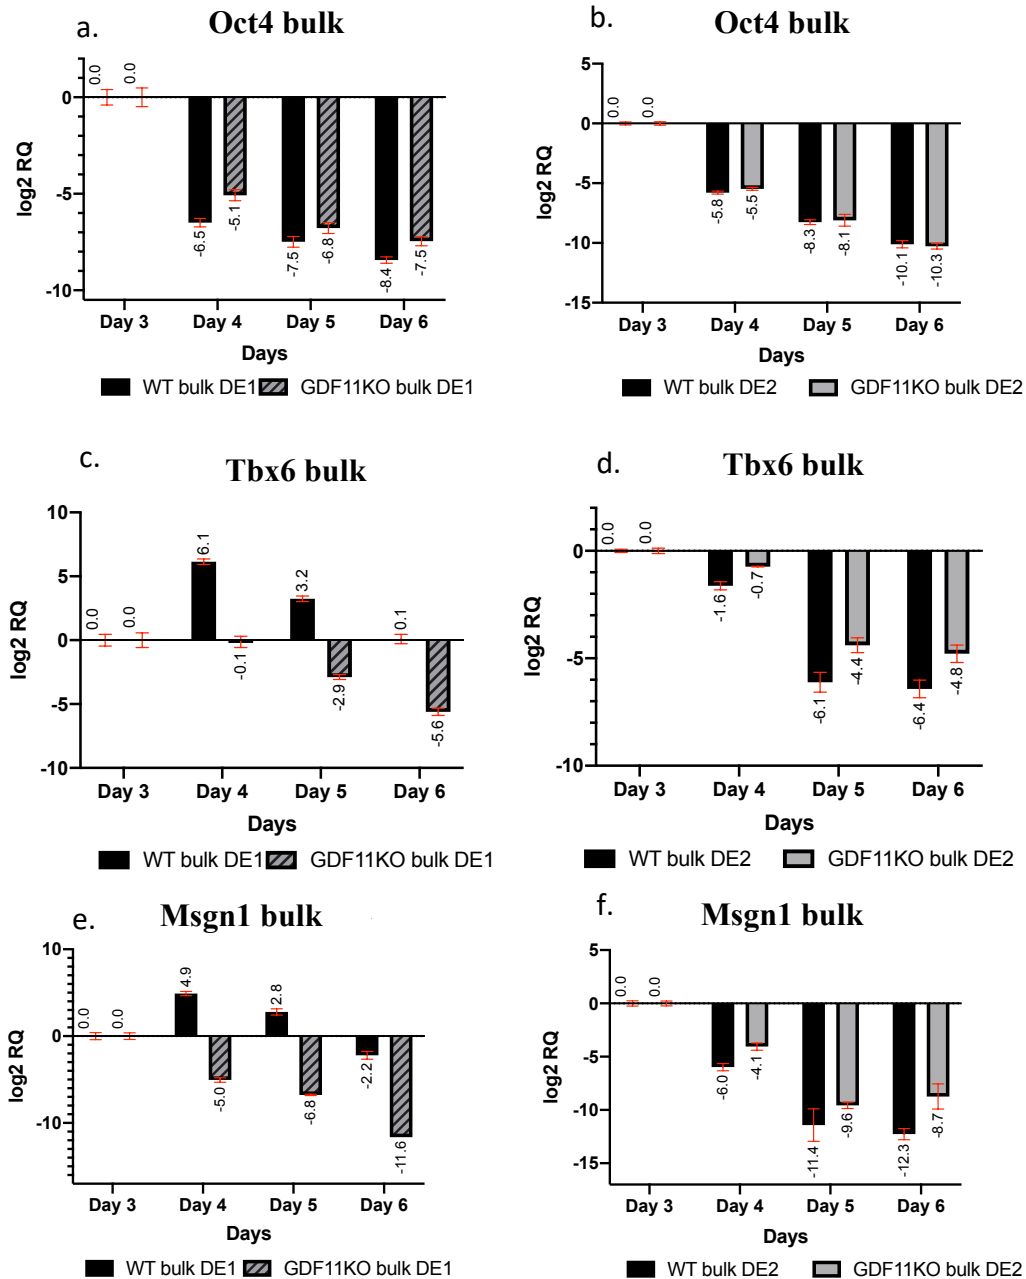 a.
Oct4 bulk
log2 RQ
0
-5
-10
0.0
0.0
-6.5
-5.1
-7.5
-6.8
-8.4
-7.5
Day 3
Day 4
Day 5
Day 6
Days
WT bulk DE1
GDF11KO bulk DE1
b.
Oct4 bulk
log2 RQ
5
0
-5
-10
-15
0.0
0.0
-5.8
-5.5
-8.3
-8.1
-10.1
-10.3
Day 3
Day 4
Day 5
Day 6
Days
WT bulk DE2
GDF11KO bulk DE2
c.
Tbx6 bulk
log2 RQ
10
5
0
-5
-10
0.0
0.0
6.1
-0.1
3.2
-2.9
0.1
-5.6
Day 3
Day 4
Day 5
Day 6
Days
WT bulk DE1
GDF11KO bulk DE1
d.
Tbx6 bulk
log2 RQ
0
-5
-10
0.0
0.0
-1.6
-0.7
-6.1
-4.4
-6.4
-4.8
Day 3
Day 4
Day 5
Day 6
Days
WT bulk DE2
GDF11KO bulk DE2
e.
Msgn1 bulk
log2 RQ
10
0
-10
0.0
0.0
4.9
-5.0
2.8
-6.8
-2.2
-11.6
Day 3
Day 4
Day 5
Day 6
Days
WT bulk DE1
GDF11KO bulk DE1
f.
Msgn1 bulk
log2 RQ
5
0
-5
-10
-15
0.0
0.0
-6.0
-4.1
-11.4
-9.6
-12.3
-8.7
Day 3
Day 4
Day 5
Day 6
Days
WT bulk DE2
GDF11KO bulk DE2